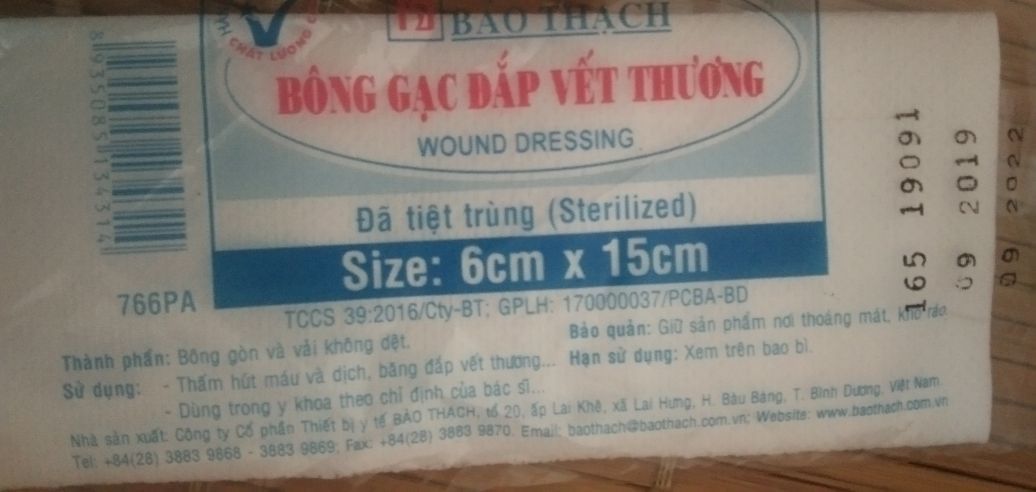 CHẤT LƯỢNG
BẢO THẠCH
BÔNG GẠC ĐẮP VẾT THƯƠNG
WOUND DRESSING
Đã tiệt trùng (Sterilized)
Size: 6cm x 15cm
8935085013431
766PA
TCCS 39:2016/Cty-BT; GPLH: 170000037/PCBA-BD
Thành phần: Bông gòn và vải không dệt.
Sử dụng: - Thấm hút máu và dịch, băng đắp vết thương...
- Dùng trong y khoa theo chỉ định của bác sĩ...
Bảo quản: Giữ sản phẩm nơi thoáng mát, khô ráo.
Hạn sử dụng: Xem trên bao bì.
Nhà sản xuất: Công ty Cổ phần Thiết bị y tế BẢO THẠCH, tổ 20, ấp Lai Khê, xã Lai Hưng, H. Bàu Bàng, T. Bình Dương, Việt Nam
Tel: +84(28) 3883 9868 - 3883 9869; Fax: +84(28) 3883 9870. Email: baothach@baothach.com.vn; Website: www.baothach.com.vn
165 19091
09 2019
09 2022